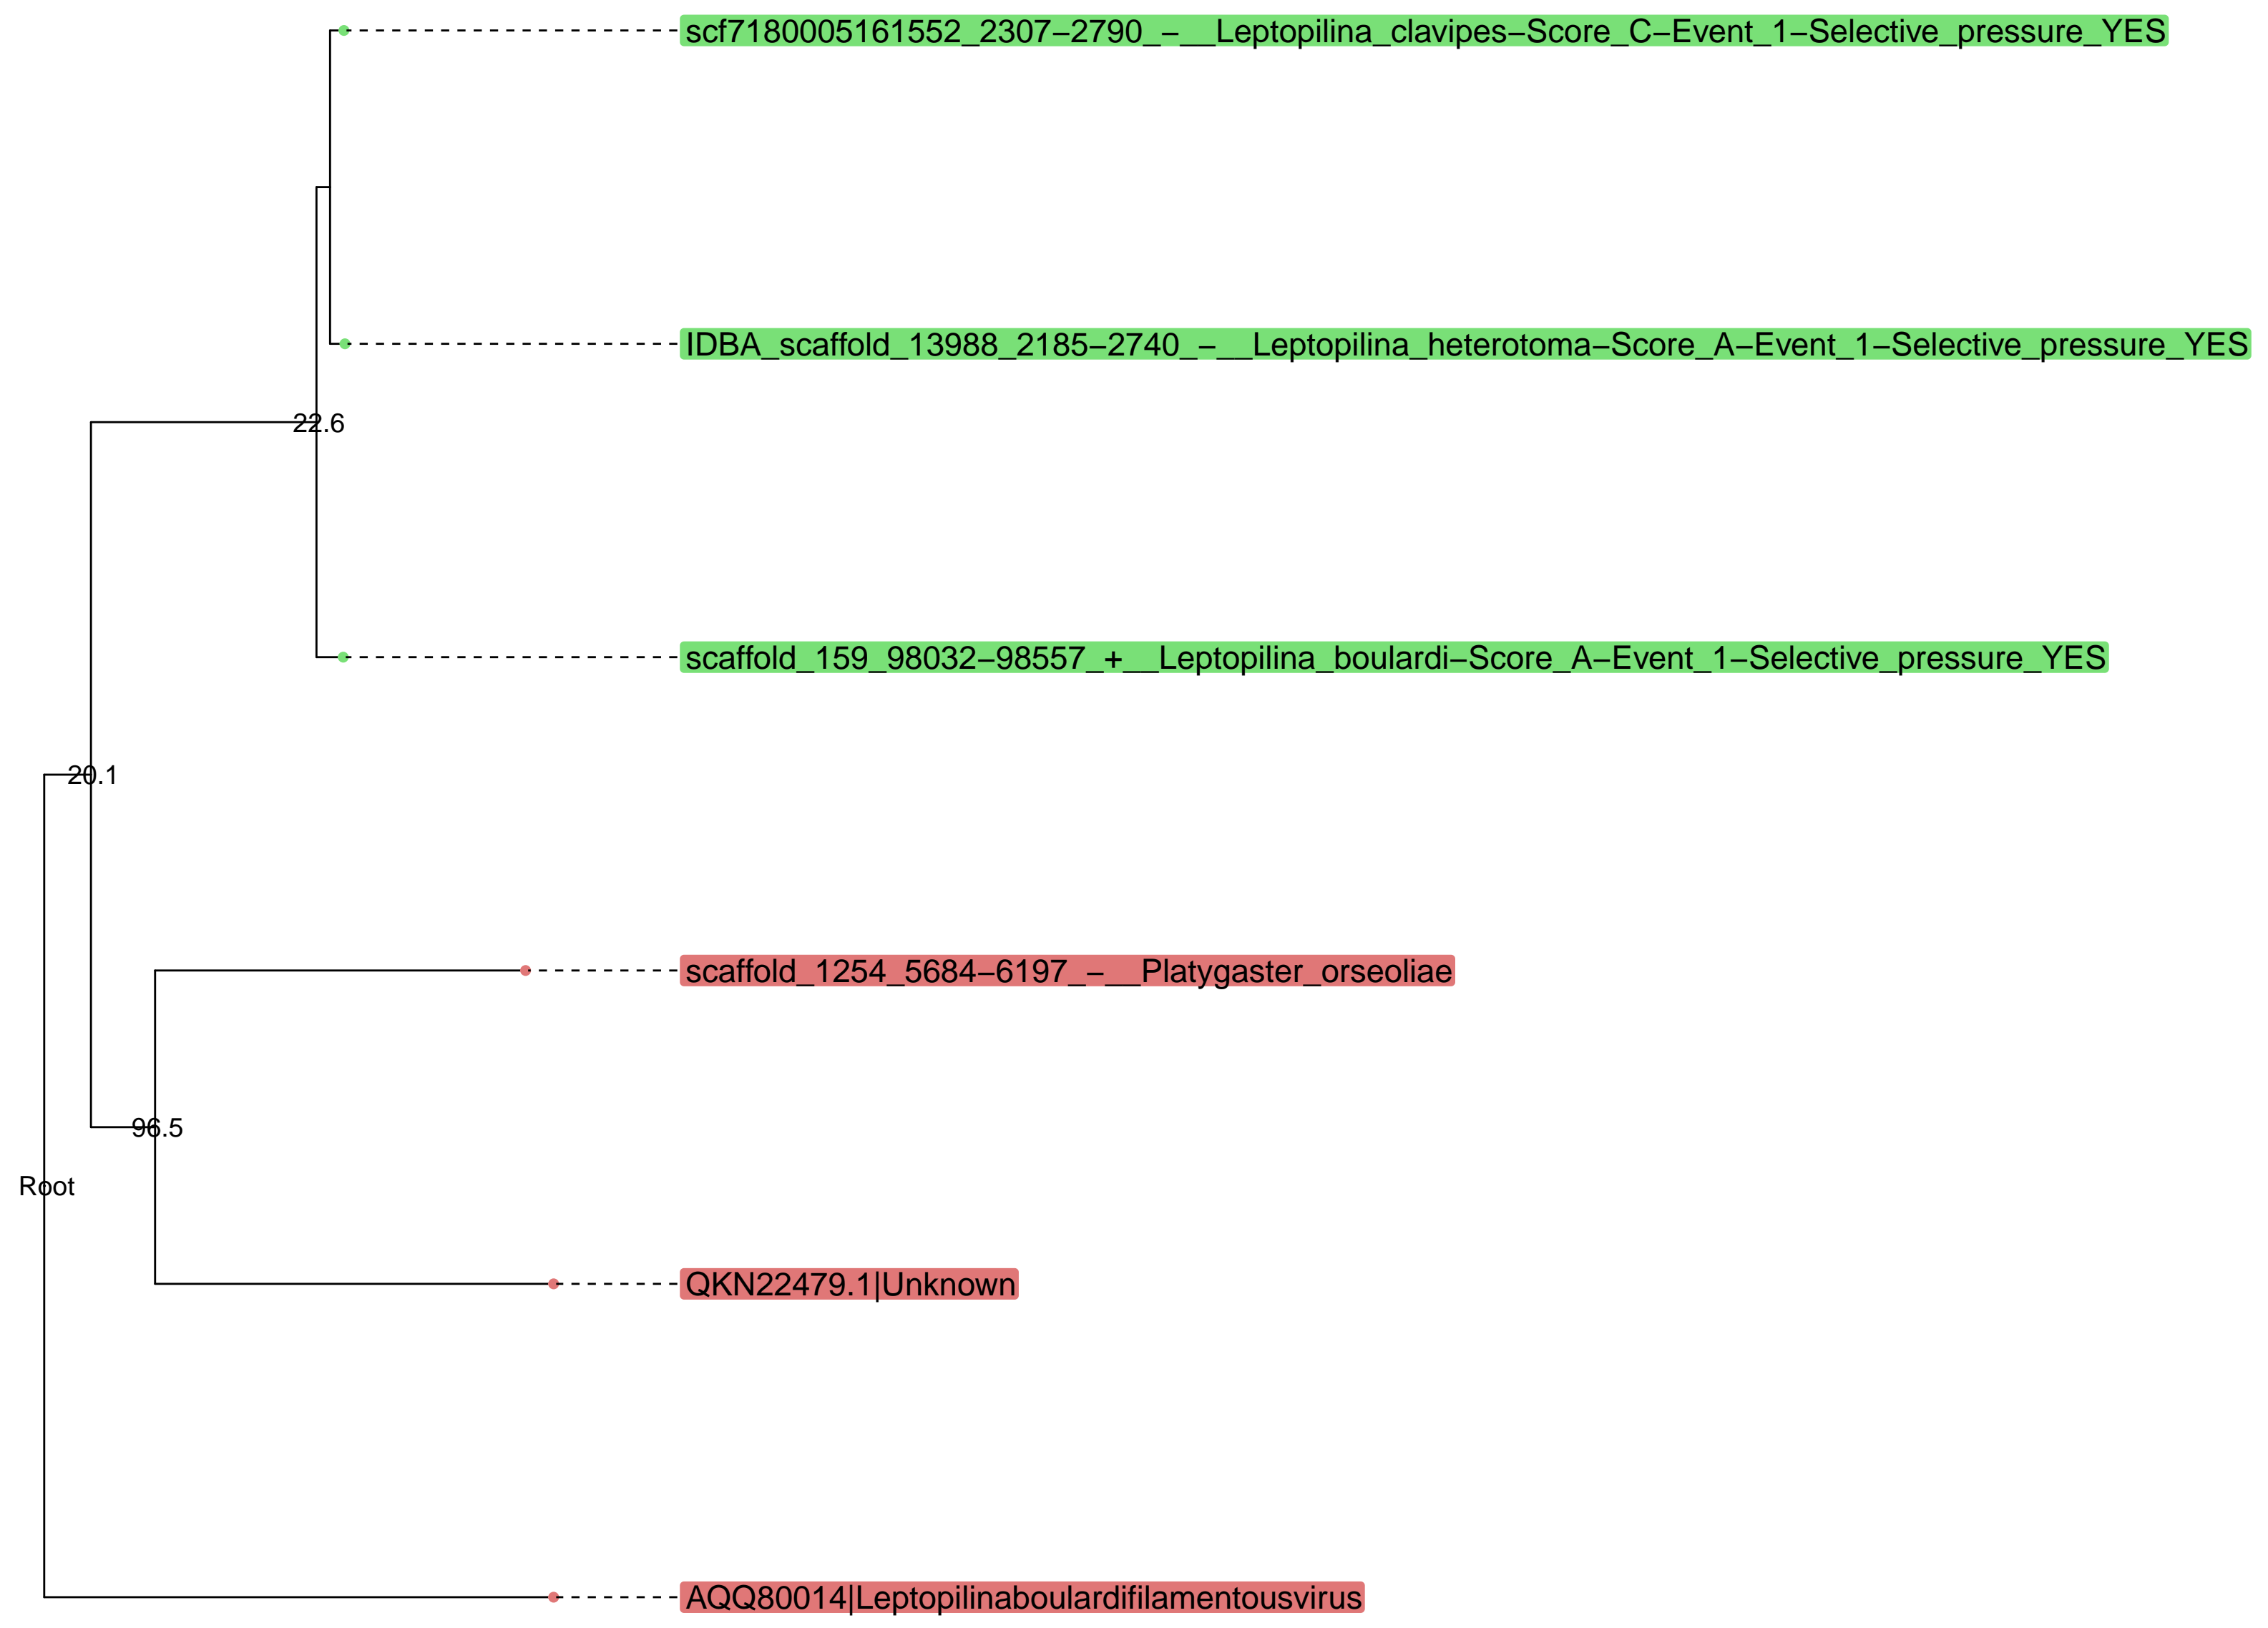 scf7180005161552_2307−2790_−__Leptopilina_clavipes−Score_C−Event_1−Selective_pressure_YES
IDBA_scaffold_13988_2185−2740_−__Leptopilina_heterotoma−Score_A−Event_1−Selective_pressure_YES
22.6
scaffold_159_98032−98557_+__Leptopilina_boulardi−Score_A−Event_1−Selective_pressure_YES
20.1
scaffold_1254_5684−6197_−__Platygaster_orseoliae
96.5
Root
QKN22479.1|Unknown
AQQ80014|Leptopilinaboulardifilamentousvirus